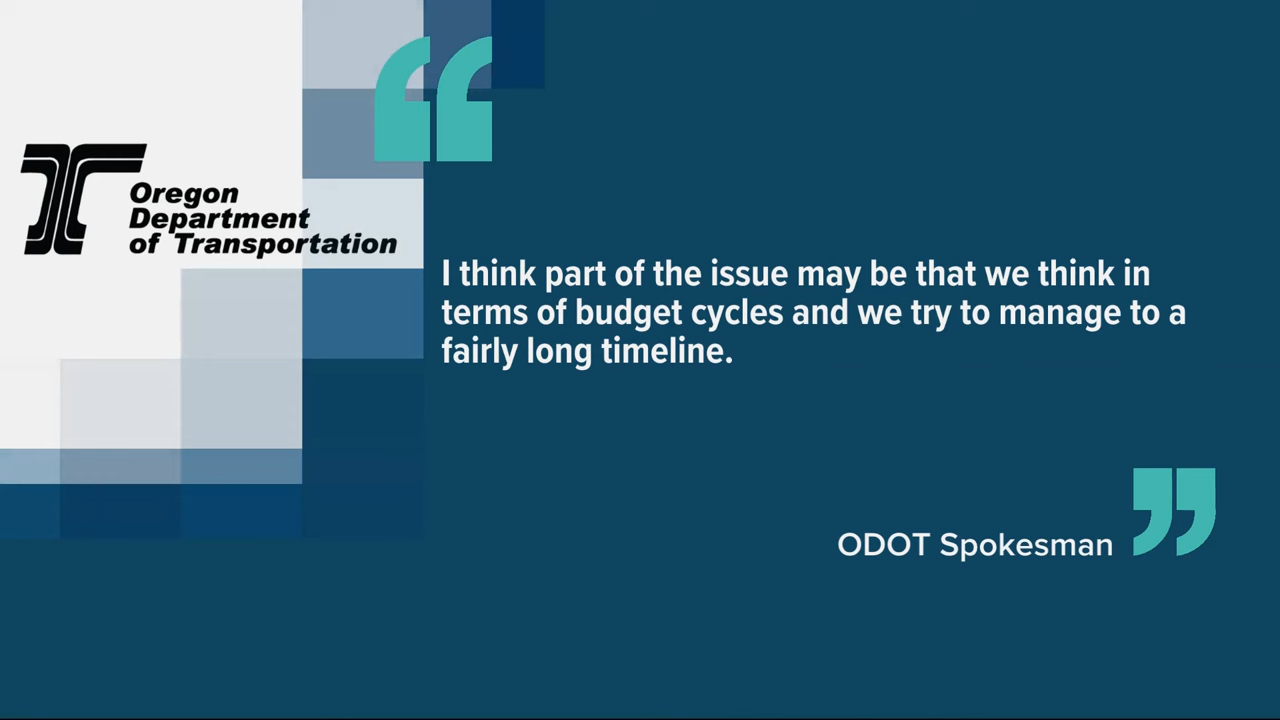 Oregon
Department
of Transportation
I think part of the issue may be that we think in
terms of budget cycles and we try to manage to a
fairly long timeline.
ODOT Spokesman